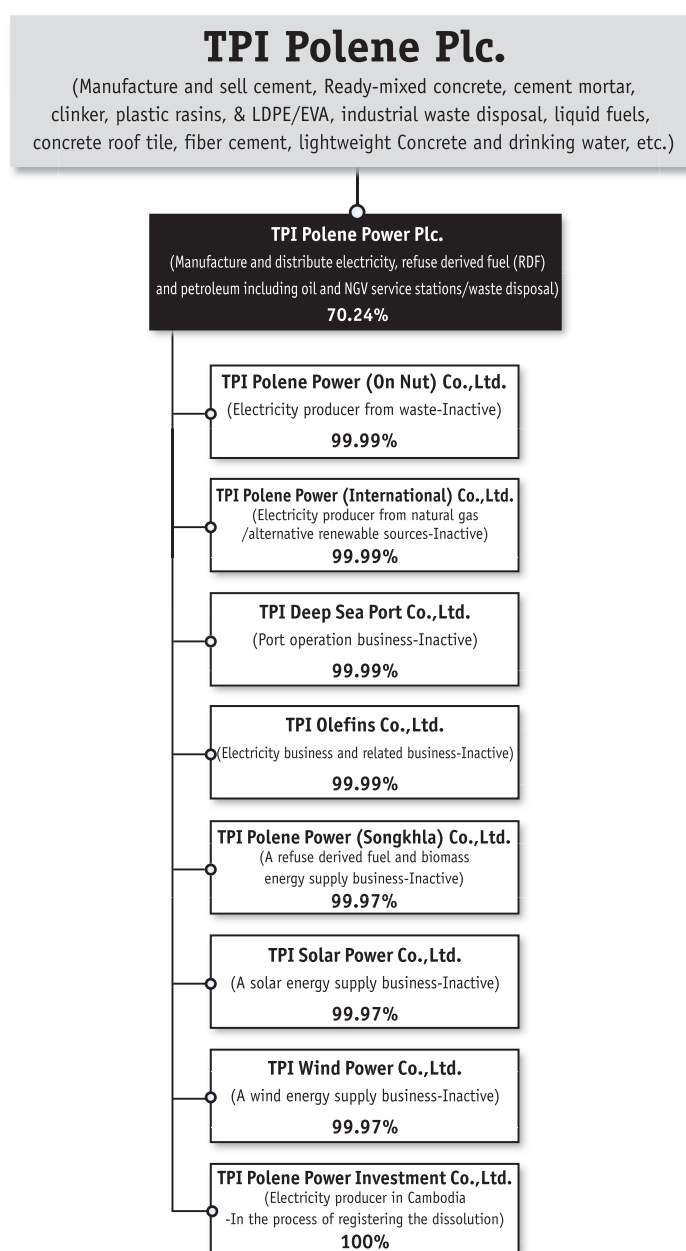 TPI Polene Plc.
(Manufacture and sell cement, Ready-mixed concrete, cement mortar,
clinker, plastic rasins, & LDPE/EVA, industrial waste disposal, liquid fuels,
concrete roof tile, fiber cement, lightweight Concrete and drinking water, etc.)
TPI Polene Power Plc.
(Manufacture and distribute electricity, refuse derived fuel (RDF)
and petroleum including oil and NGV service stations/waste disposal)
70.24%
TPI Polene Power (On Nut) Co.,Ltd.
(Electricity producer from waste-Inactive)
99.99%
TPI Polene Power (International) Co.,Ltd.
(Electricity producer from natural gas
/alternative renewable sources-Inactive)
99.99%
TPI Deep Sea Port Co.,Ltd.
(Port operation business-Inactive)
99.99%
TPI Olefins Co.,Ltd.
(Electricity business and related business-Inactive)
99.99%
TPI Polene Power (Songkhla) Co.,Ltd.
(A refuse derived fuel and biomass
energy supply business-Inactive)
99.97%
TPI Solar Power Co.,Ltd.
(A solar energy supply business-Inactive)
99.97%
TPI Wind Power Co.,Ltd.
(A wind energy supply business-Inactive)
99.97%
TPI Polene Power Investment Co.,Ltd.
(Electricity producer in Cambodia
-In the process of registering the dissolution)
100%